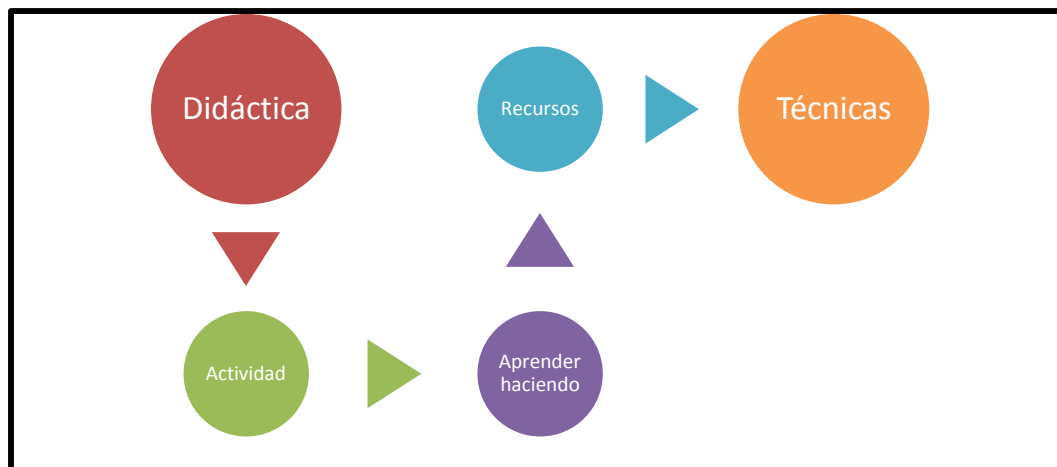 Didáctica
Actividad
Aprender
haciendo
Recursos
Técnicas